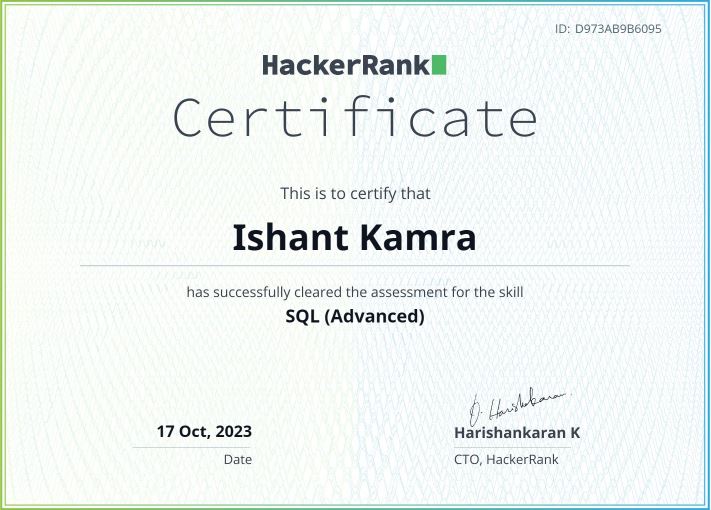 ID: D973AB9B6095
HackerRank
Certificate
This is to certify that
Ishant Kamra
has successfully cleared the assessment for the skill
SQL (Advanced)
17 Oct, 2023
Date
O. Harishankaran.
Harishankaran K
CTO, HackerRank